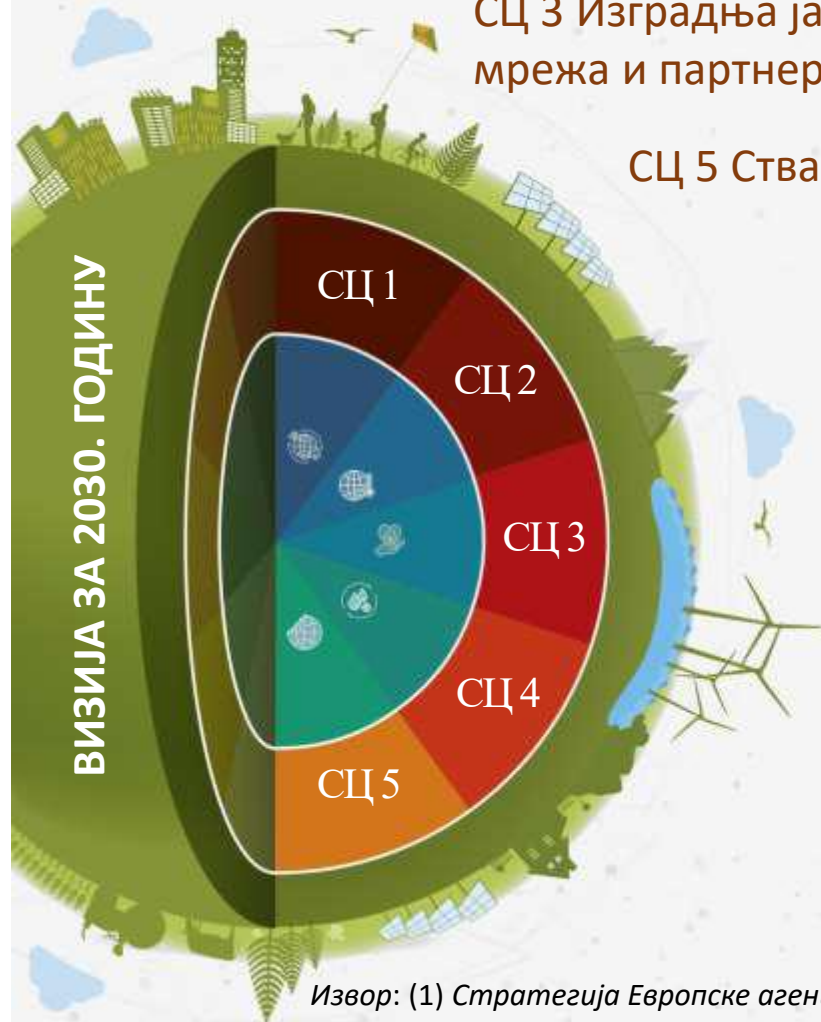 СЦ 3 Изградња ја
мрежа и партнер
СЦ 5 Ства
ВИЗИЈА ЗА 2030. ГОДИНУ
СЦ 1
СЦ 2
СЦ 3
СЦ 4
СЦ 5
Извор: (1) Стратегија Европске аген